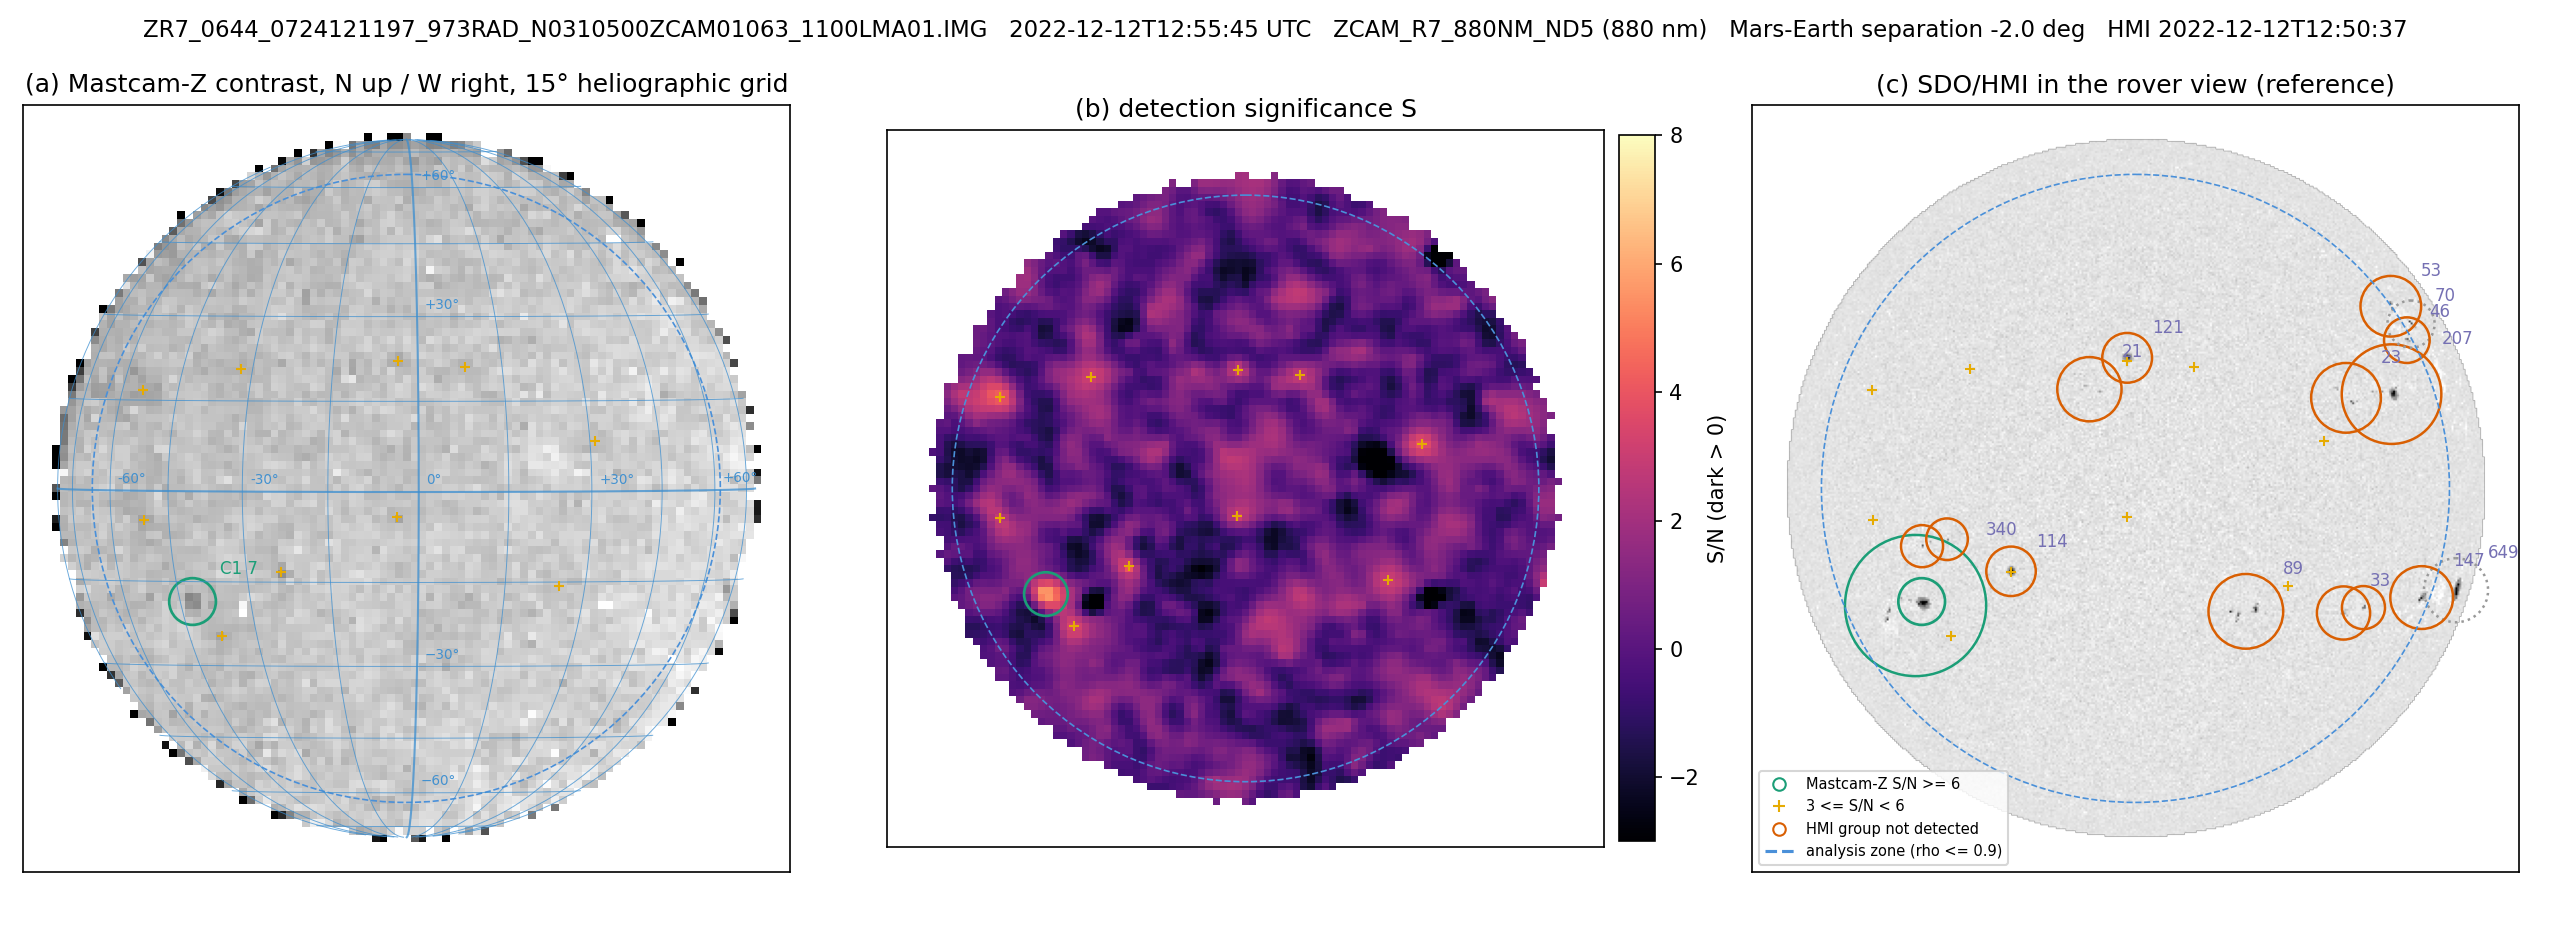 ZR7_0644_0724121197_973RAD_N0310500ZCAM01063_1100LMA01.IMG 2022-12-12T12:55:45 UTC ZCAM_R7_880NM_ND5 (880 nm) Mars-Earth separation -2.0 deg HMI 2022-12-12T12:50:37
(a) Mastcam-Z contrast, N up / W right, 15° heliographic grid
+60°
+30°
-60°
-30°
0°
+30°
+60°
C1 7
−30°
−60°
(b) detection significance S
8
6
4
2
0
−2
S/N (dark > 0)
(c) SDO/HMI in the rover view (reference)
53
70
46
207
23
121
21
340
114
89
33
147
649
Mastcam-Z S/N >= 6
3 <= S/N < 6
HMI group not detected
analysis zone (rho <= 0.9)